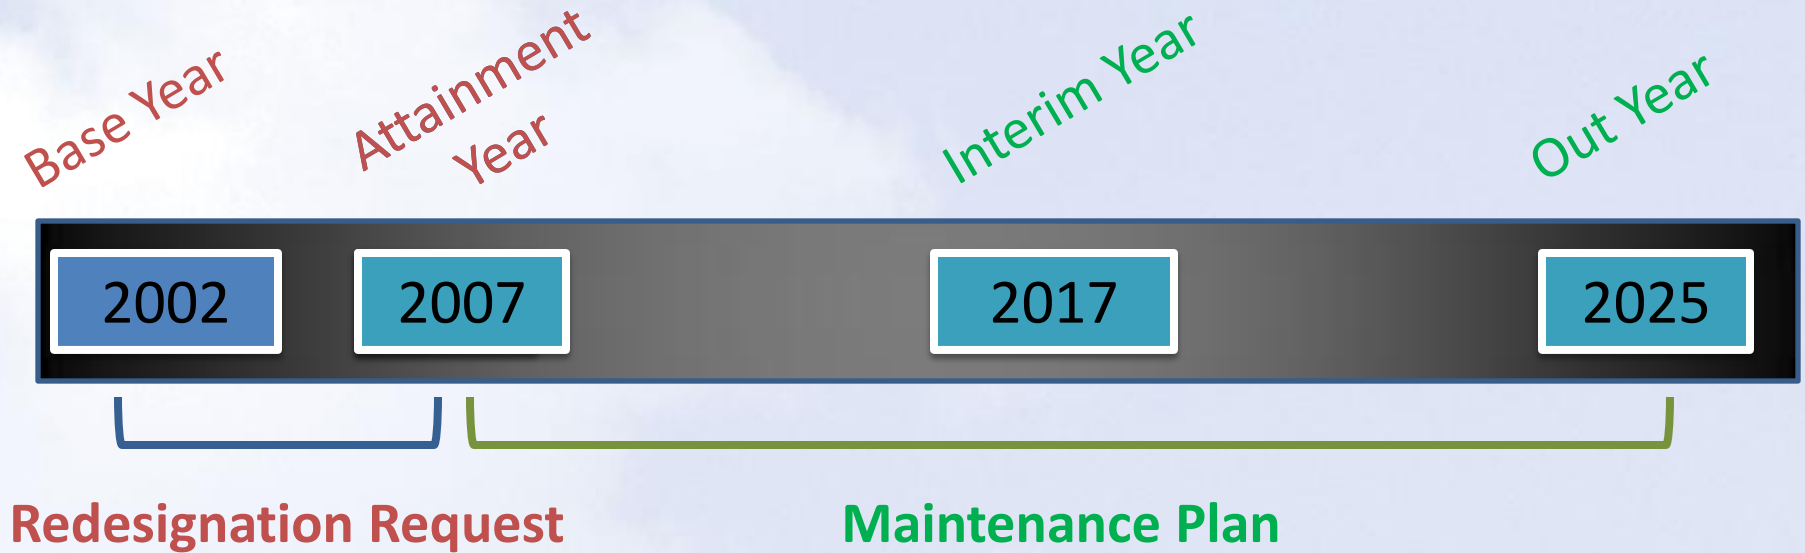 Base Year
Attainment
Year
Interim Year
Out Year
2002
2007
2017
2025
Redesignation Request
Maintenance Plan